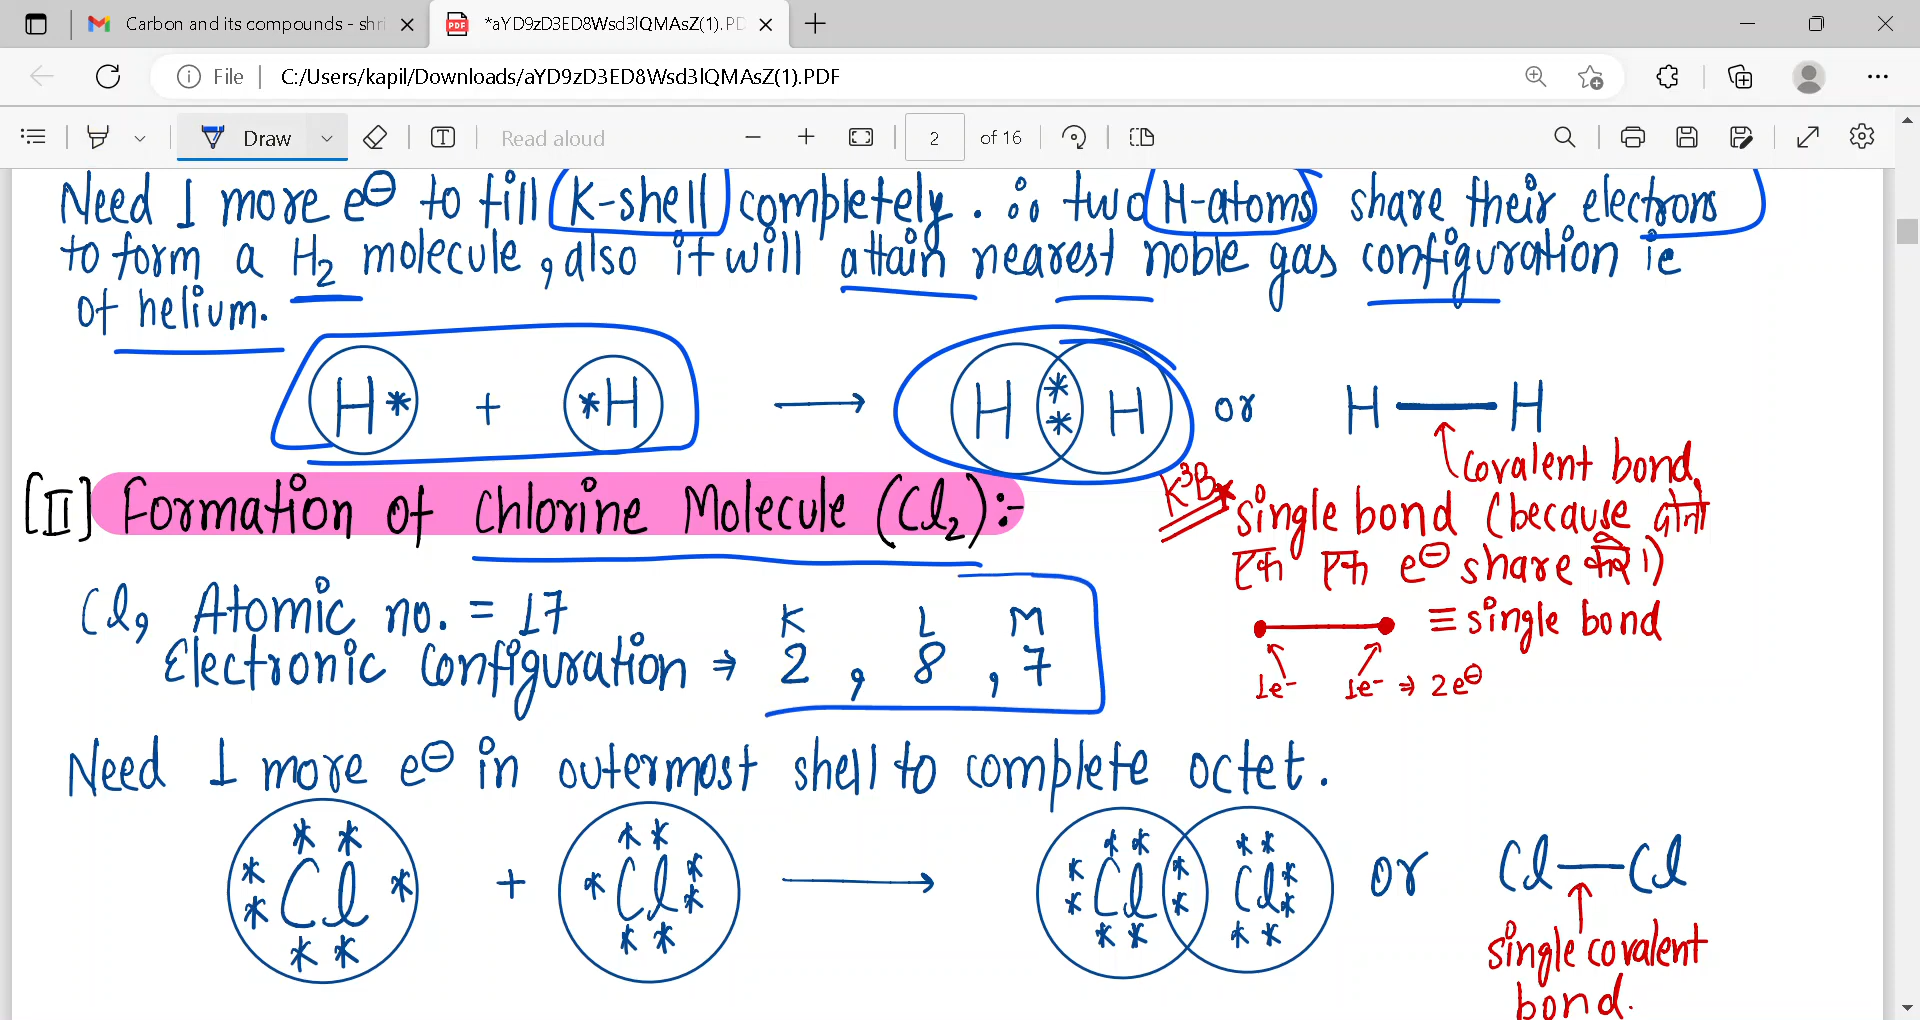 Carbon and its compounds - shri
*aYD9zD3ED8Wsd3lQMAsZ(1).PD
File | C:/Users/kapil/Downloads/aYD9zD3ED8Wsd3lQMAsZ(1).PDF
Draw
Read aloud
2 of 16
Need 1 more e⊖ to fill K-shell completely. ∴ two H-atoms share their electrons
to form a H2 molecule, also it will attain nearest noble gas configuration ie
of helium.
H* + *H → H ** H or H—H
covalent bond.
[II] Formation of Chlorine Molecule (Cl2):-
K3B* single bond (because दोनों
एक एक e⊖ share करेंगे।)
≡ single bond
1e- 1e- ⇒ 2e⊖
Cl, Atomic no. = 17
K L M
Electronic Configuration ⇒ 2, 8, 7
Need 1 more e⊖ in outermost shell to complete octet.
Cl + Cl → Cl Cl or Cl—Cl
single covalent
bond.